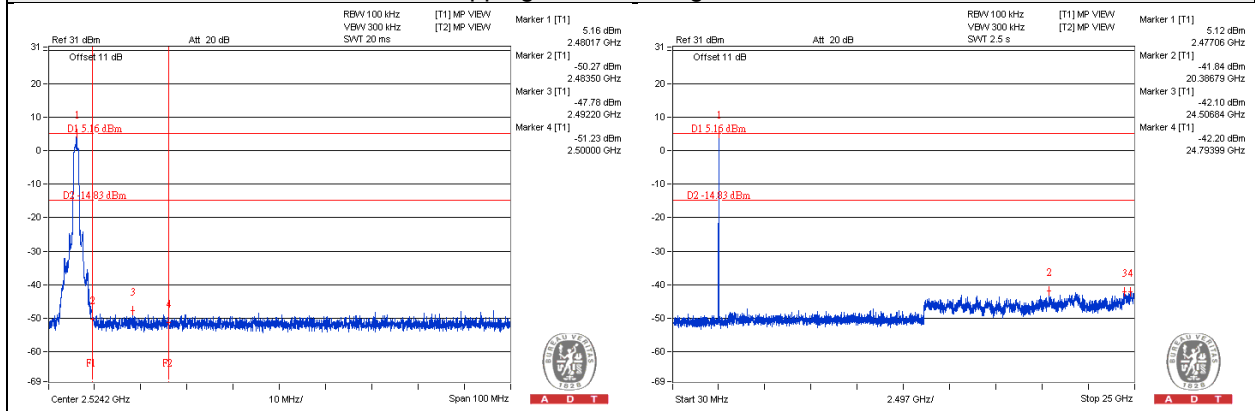 RBW 100 kHz [T1] MP VIEW
VBW 300 kHz [T2] MP VIEW
Ref 31 dBm Att 20 dB SWT 20 ms
Offset 11 dB
31
20
10
0
-10
-20
-30
-40
-50
-60
-69
D1 5.16 dBm
D2 -14.83 dBm
1
2
3
4
F1
F2
Center 2.5242 GHz 10 MHz/ Span 100 MHz
Marker 1 [T1]
5.16 dBm
2.48017 GHz
Marker 2 [T1]
-50.27 dBm
2.48350 GHz
Marker 3 [T1]
-47.78 dBm
2.49220 GHz
Marker 4 [T1]
-51.23 dBm
2.50000 GHz
BUREAU VERITAS
1828
A D T
RBW 100 kHz [T1] MP VIEW
VBW 300 kHz [T2] MP VIEW
Ref 31 dBm Att 20 dB SWT 2.5 s
Offset 11 dB
31
20
10
0
-10
-20
-30
-40
-50
-60
-69
D1 5.16 dBm
D2 -14.83 dBm
1
2
34
Start 30 MHz 2.497 GHz/ Stop 25 GHz
Marker 1 [T1]
5.12 dBm
2.47706 GHz
Marker 2 [T1]
-41.84 dBm
20.38679 GHz
Marker 3 [T1]
-42.10 dBm
24.50684 GHz
Marker 4 [T1]
-42.20 dBm
24.79399 GHz
BUREAU VERITAS
1828
A D T